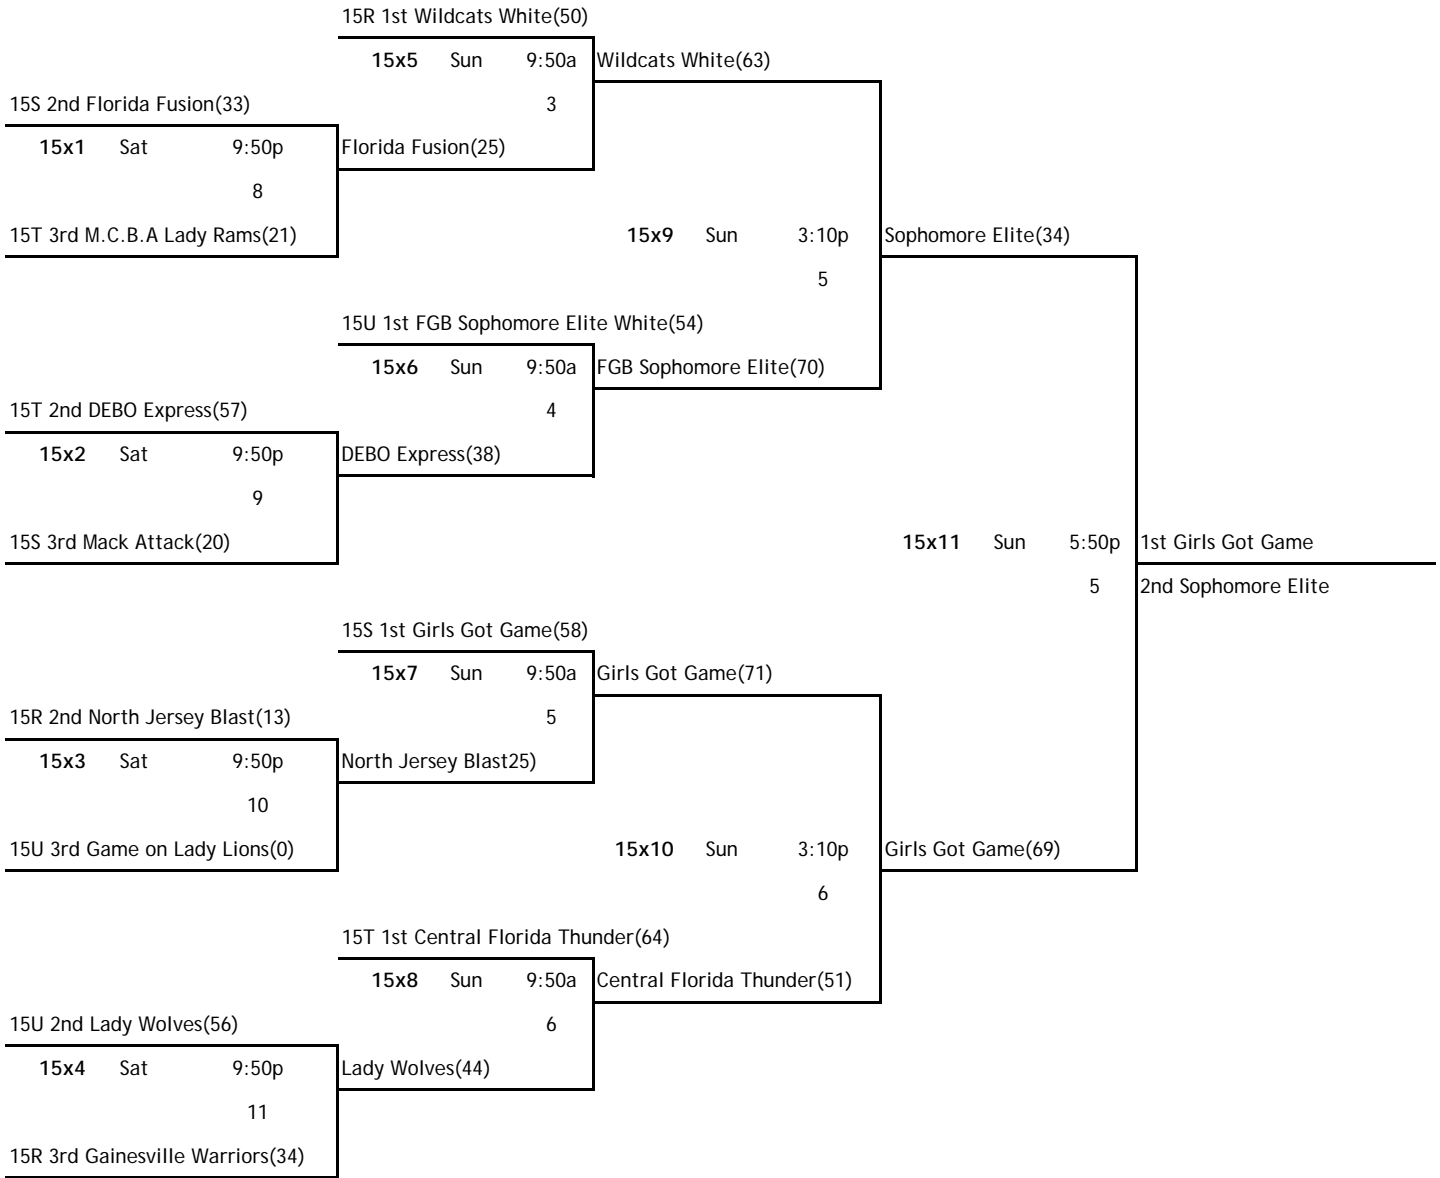 15R 1st Wildcats White(50)
15x5 Sun 9:50a Wildcats White(63)
15S 2nd Florida Fusion(33) 3
15x1 Sat 9:50p Florida Fusion(25)
8
15T 3rd M.C.B.A Lady Rams(21) 15x9 Sun 3:10p Sophomore Elite(34)
5
15U 1st FGB Sophomore Elite White(54)
15x6 Sun 9:50a FGB Sophomore Elite(70)
15T 2nd DEBO Express(57) 4
15x2 Sat 9:50p DEBO Express(38)
9
15S 3rd Mack Attack(20) 15x11 Sun 5:50p 1st Girls Got Game
5 2nd Sophomore Elite
15S 1st Girls Got Game(58)
15x7 Sun 9:50a Girls Got Game(71)
15R 2nd North Jersey Blast(13) 5
15x3 Sat 9:50p North Jersey Blast25)
10
15U 3rd Game on Lady Lions(0) 15x10 Sun 3:10p Girls Got Game(69)
6
15T 1st Central Florida Thunder(64)
15x8 Sun 9:50a Central Florida Thunder(51)
15U 2nd Lady Wolves(56) 6
15x4 Sat 9:50p Lady Wolves(44)
11
15R 3rd Gainesville Warriors(34)